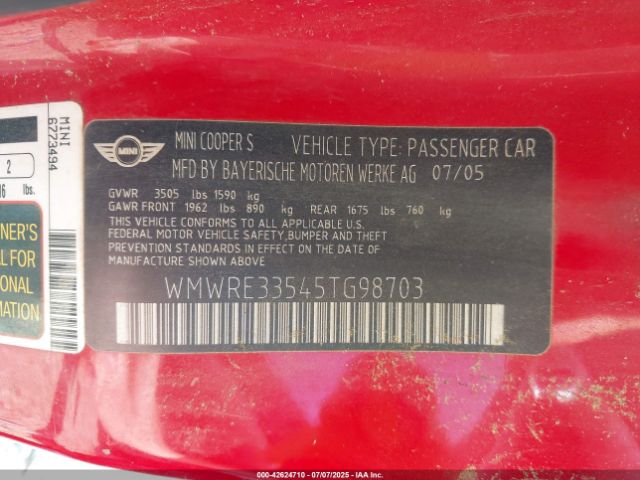 MINI
6773494
2
lbs.
NER'S
L FOR
ONAL
MATION
MINI
MINI COOPER S VEHICLE TYPE: PASSENGER CAR
MFD BY BAYERISCHE MOTOREN WERKE AG 07/05
GVWR 3505 lbs 1590 kg
GAWR FRONT 1962 lbs 890 kg REAR 1675 lbs 760 kg
THIS VEHICLE CONFORMS TO ALL APPLICABLE U.S.
FEDERAL MOTOR VEHICLE SAFETY,BUMPER AND THEFT
PREVENTION STANDARDS IN EFFECT ON THE DATE OF
MANUFACTURE SHOWN ABOVE
WMWRE33545TG98703
000-42624710 - 07/07/2025 - IAAI.COM